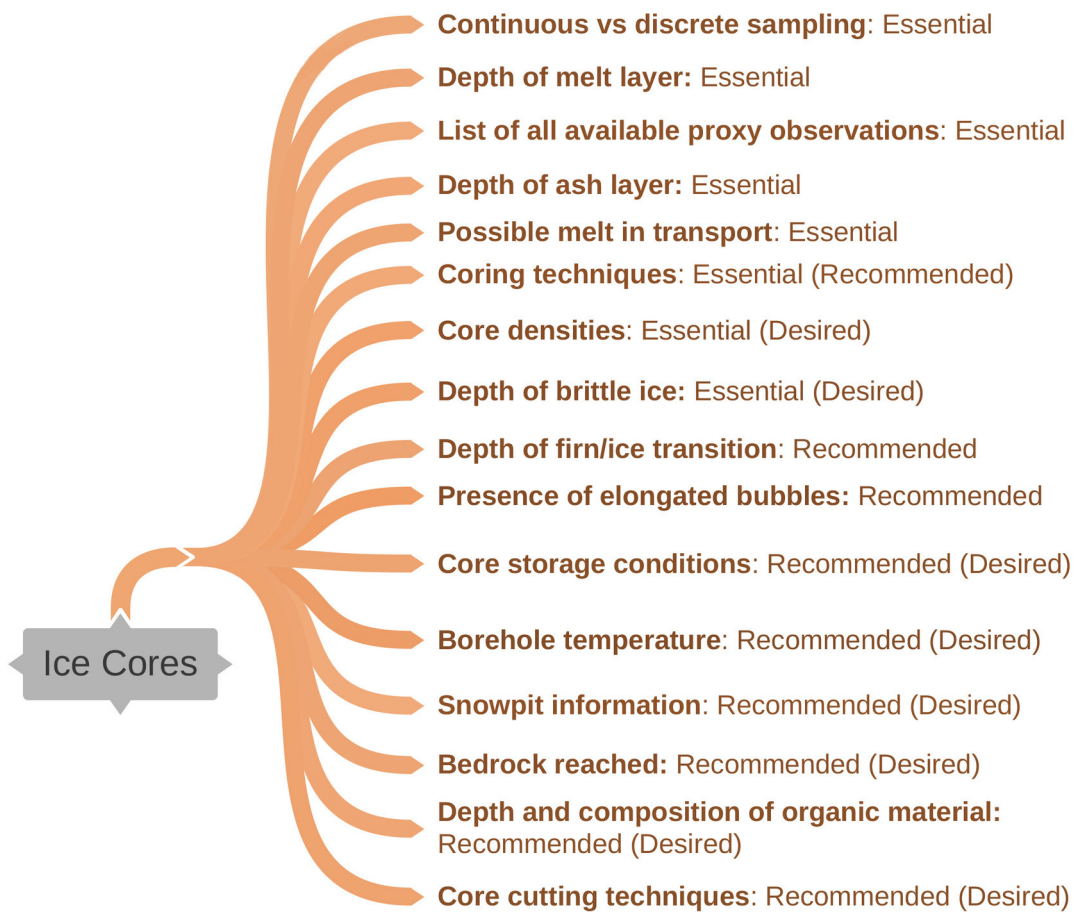 Continuous vs discrete sampling: Essential
Depth of melt layer: Essential
List of all available proxy observations: Essential
Depth of ash layer: Essential
Possible melt in transport: Essential
Coring techniques: Essential (Recommended)
Core densities: Essential (Desired)
Depth of brittle ice: Essential (Desired)
Depth of firn/ice transition: Recommended
Presence of elongated bubbles: Recommended
Core storage conditions: Recommended (Desired)
Borehole temperature: Recommended (Desired)
Ice Cores
Snowpit information: Recommended (Desired)
Bedrock reached: Recommended (Desired)
Depth and composition of organic material:
Recommended (Desired)
Core cutting techniques: Recommended (Desired)